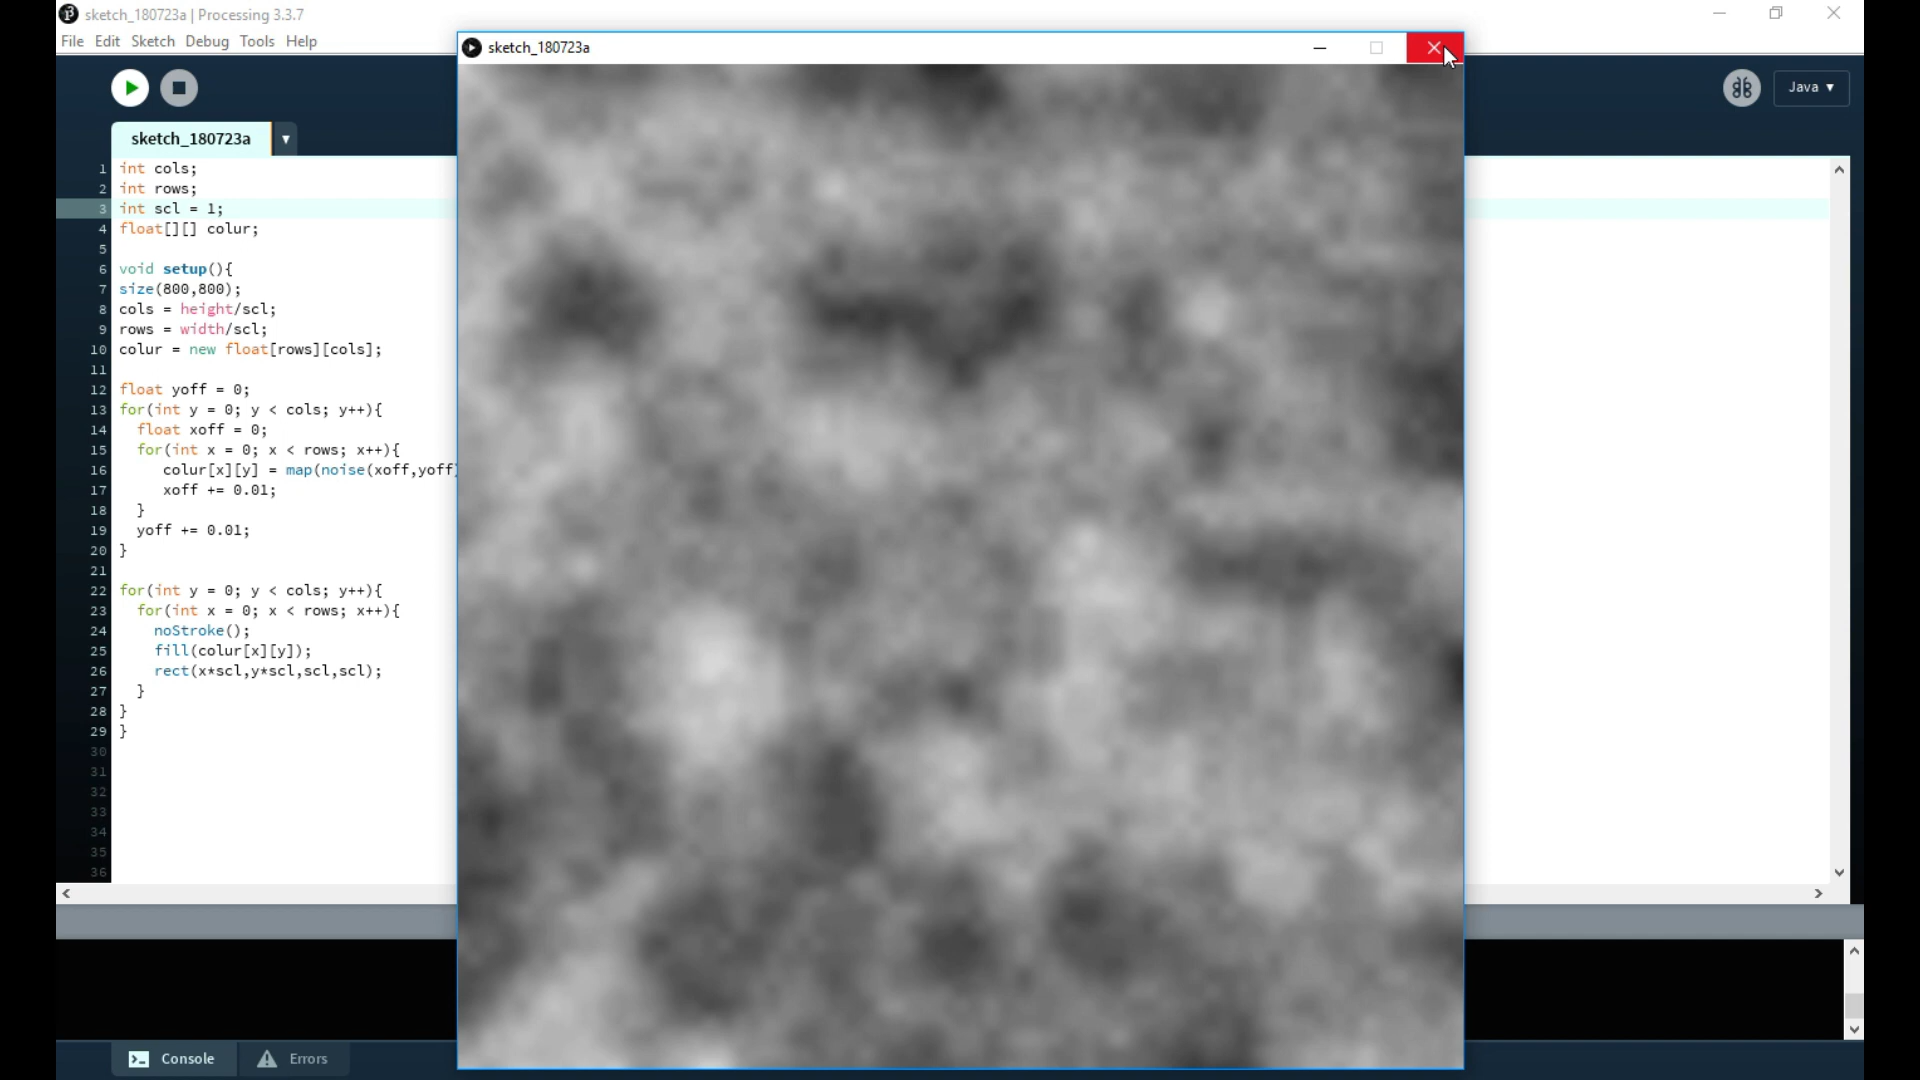 sketch_180723a | Processing 3.3.7
File Edit Sketch Debug Tools Help
sketch_180723a
Java ▾
sketch_180723a
1 int cols;
2 int rows;
3 int scl = 1;
4 float[][] colur;
5
6 void setup(){
7 size(800,800);
8 cols = height/scl;
9 rows = width/scl;
10 colur = new float[rows][cols];
11
12 float yoff = 0;
13 for(int y = 0; y < cols; y++){
14 float xoff = 0;
15 for(int x = 0; x < rows; x++){
16 colur[x][y] = map(noise(xoff,yoff)
17 xoff += 0.01;
18 }
19 yoff += 0.01;
20 }
21
22 for(int y = 0; y < cols; y++){
23 for(int x = 0; x < rows; x++){
24 noStroke();
25 fill(colur[x][y]);
26 rect(x*scl,y*scl,scl,scl);
27 }
28 }
29 }
30
31
32
33
34
35
36
Console Errors